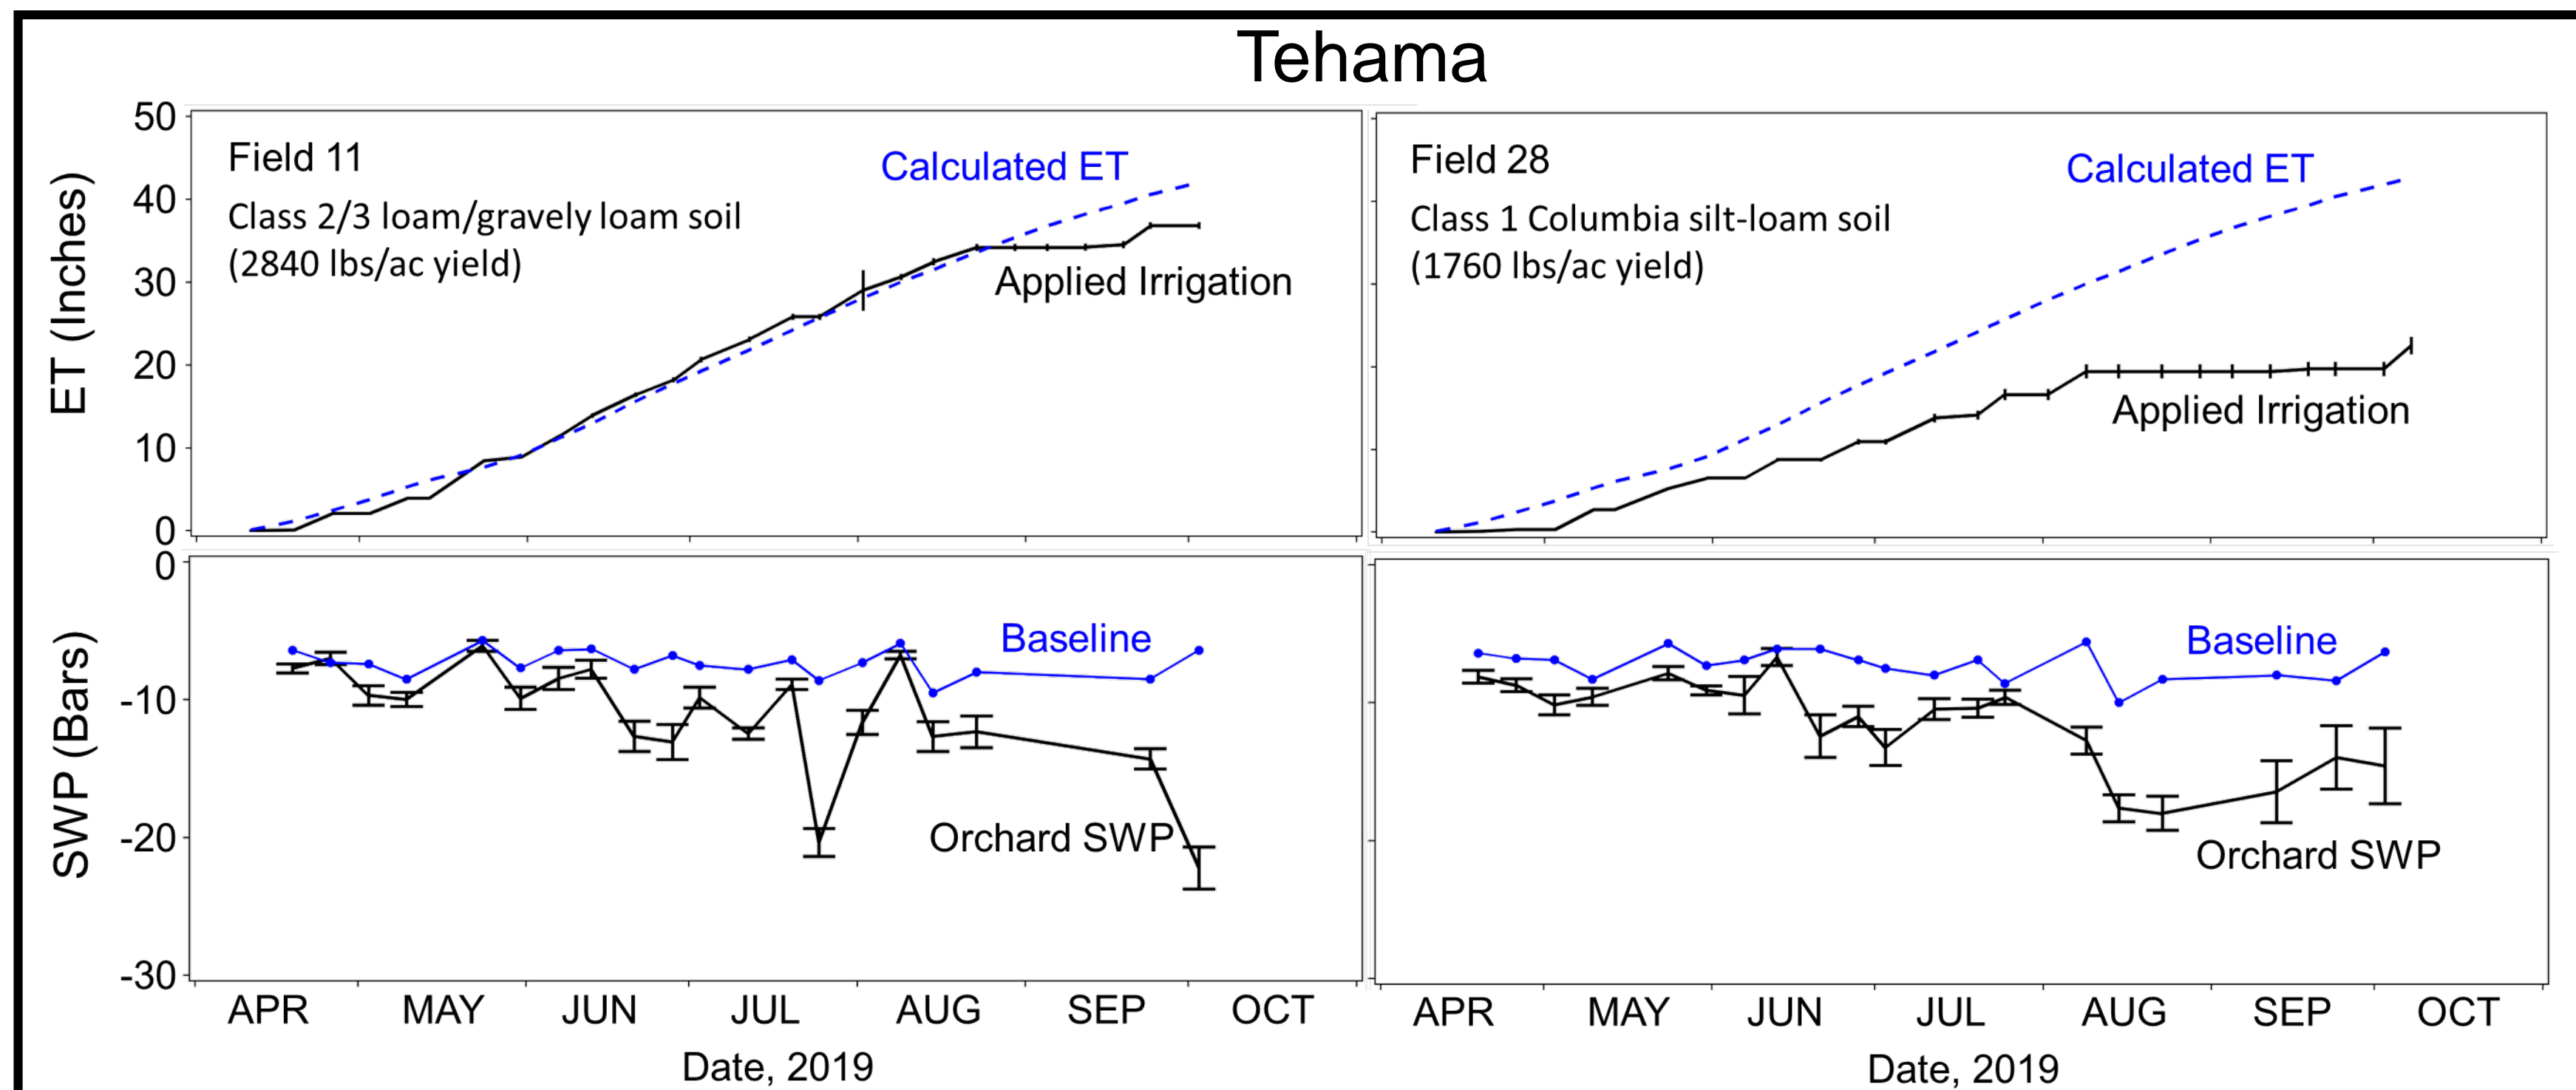 Tehama
ET (Inches)
50
40
30
20
10
0
Field 11
Class 2/3 loam/gravely loam soil
(2840 lbs/ac yield)
Calculated ET
Applied Irrigation
Field 28
Class 1 Columbia silt-loam soil
(1760 lbs/ac yield)
Calculated ET
Applied Irrigation
SWP (Bars)
0
-10
-20
-30
Baseline
Orchard SWP
Baseline
Orchard SWP
APR MAY JUN JUL AUG SEP OCT
Date, 2019
APR MAY JUN JUL AUG SEP OCT
Date, 2019